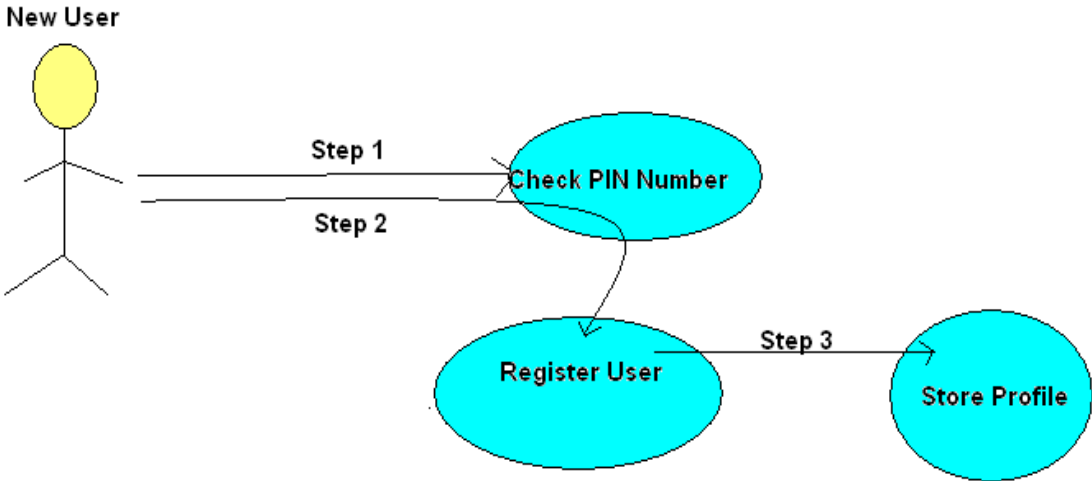 New User
Step 1
Check PIN Number
Step 2
Step 3
Register User
Store Profile